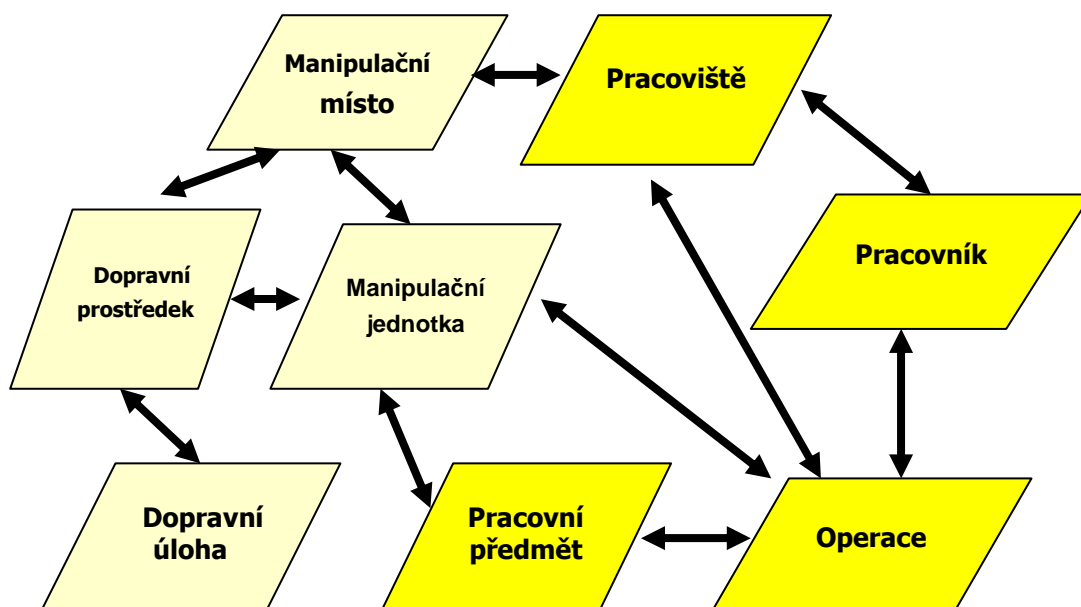 Manipulační
místo
Pracoviště
Pracovník
Dopravní
prostředek
Manipulační
jednotka
Dopravní
úloha
Pracovní
předmět
Operace